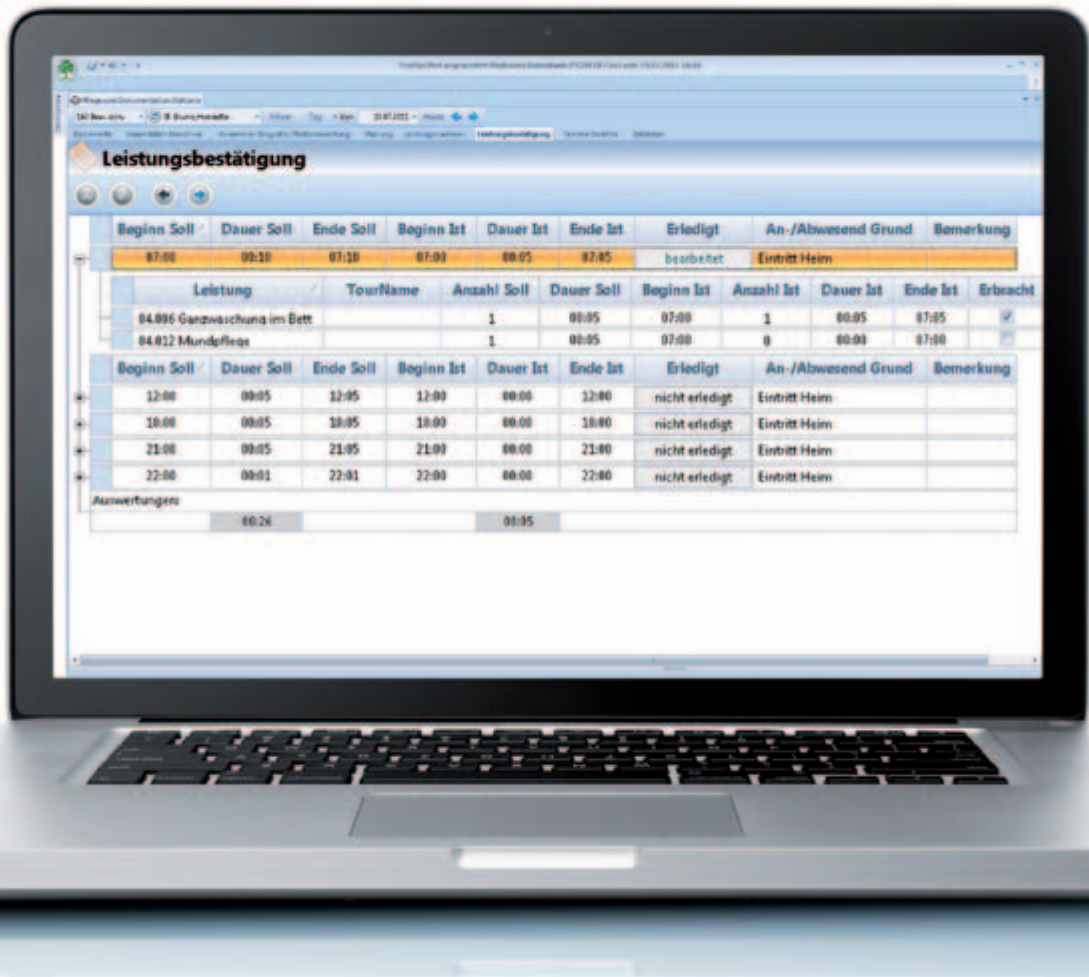 Leistungsbestätigung
Beginn Soll Dauer Soll Ende Soll Beginn Ist Dauer Ist Ende Ist Erledigt An-/Abwesend Grund Bemerkung
07:00 00:10 07:10 07:00 00:05 07:05 bearbeitet Eintritt Heim
Leistung TourName Anzahl Soll Dauer Soll Beginn Ist Anzahl Ist Dauer Ist Ende Ist Erbracht
04.006 Ganzwaschung im Bett 1 00:05 07:00 1 00:05 07:05
04.012 Mundpflege 1 00:05 07:00 0 00:00 07:00
Beginn Soll Dauer Soll Ende Soll Beginn Ist Dauer Ist Ende Ist Erledigt An-/Abwesend Grund Bemerkung
12:00 00:05 12:05 12:00 00:00 12:00 nicht erledigt Eintritt Heim
18:00 00:05 18:05 18:00 00:00 18:00 nicht erledigt Eintritt Heim
21:00 00:05 21:05 21:00 00:00 21:00 nicht erledigt Eintritt Heim
22:00 00:01 22:01 22:00 00:00 22:00 nicht erledigt Eintritt Heim
Auswertungen:
00:26 00:05